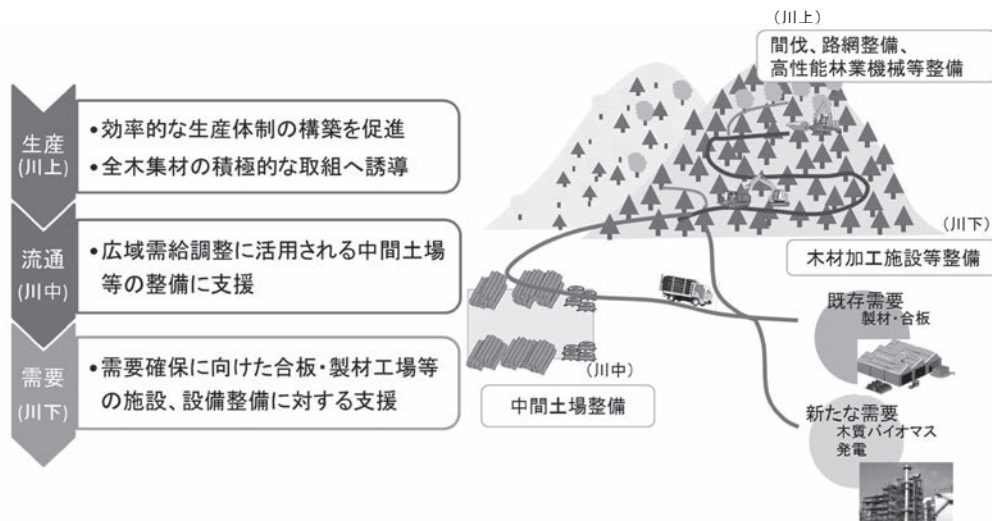 生産
(川上)
•効率的な生産体制の構築を促進
•全木集材の積極的な取組へ誘導
流通
(川中)
•広域需給調整に活用される中間土場
等の整備に支援
需要
(川下)
•需要確保に向けた合板・製材工場等
の施設、設備整備に対する支援
(川上)
間伐、路網整備、
高性能林業機械等整備
(川下)
木材加工施設等整備
既存需要
製材・合板
(川中)
中間土場整備
新たな需要
木質バイオマス
発電